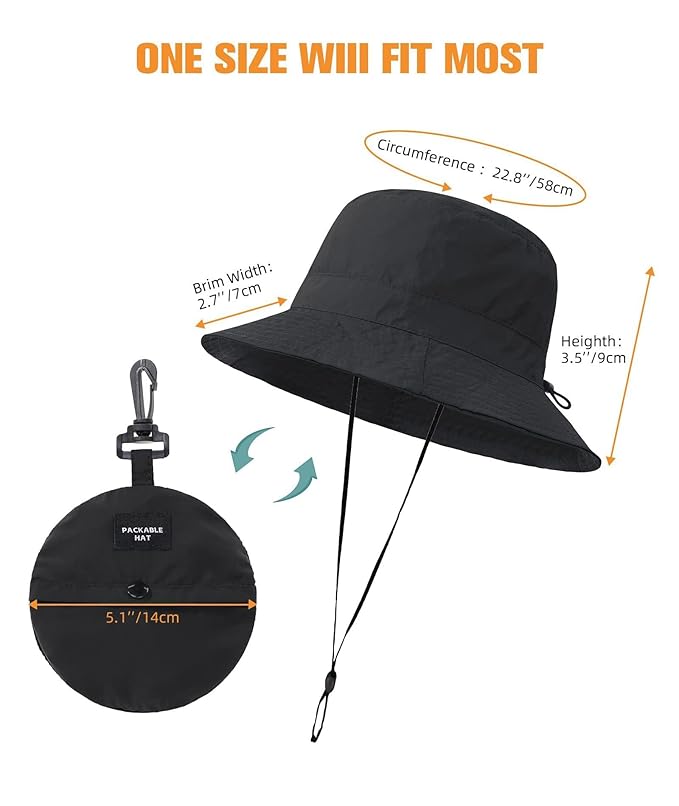 ONE SIZE WIll FIT MOST
Circumference : 22.8''/58cm
Brim Width:
2.7''/7cm
Heighth:
3.5''/9cm
PACKABLE
HAT
5.1''/14cm